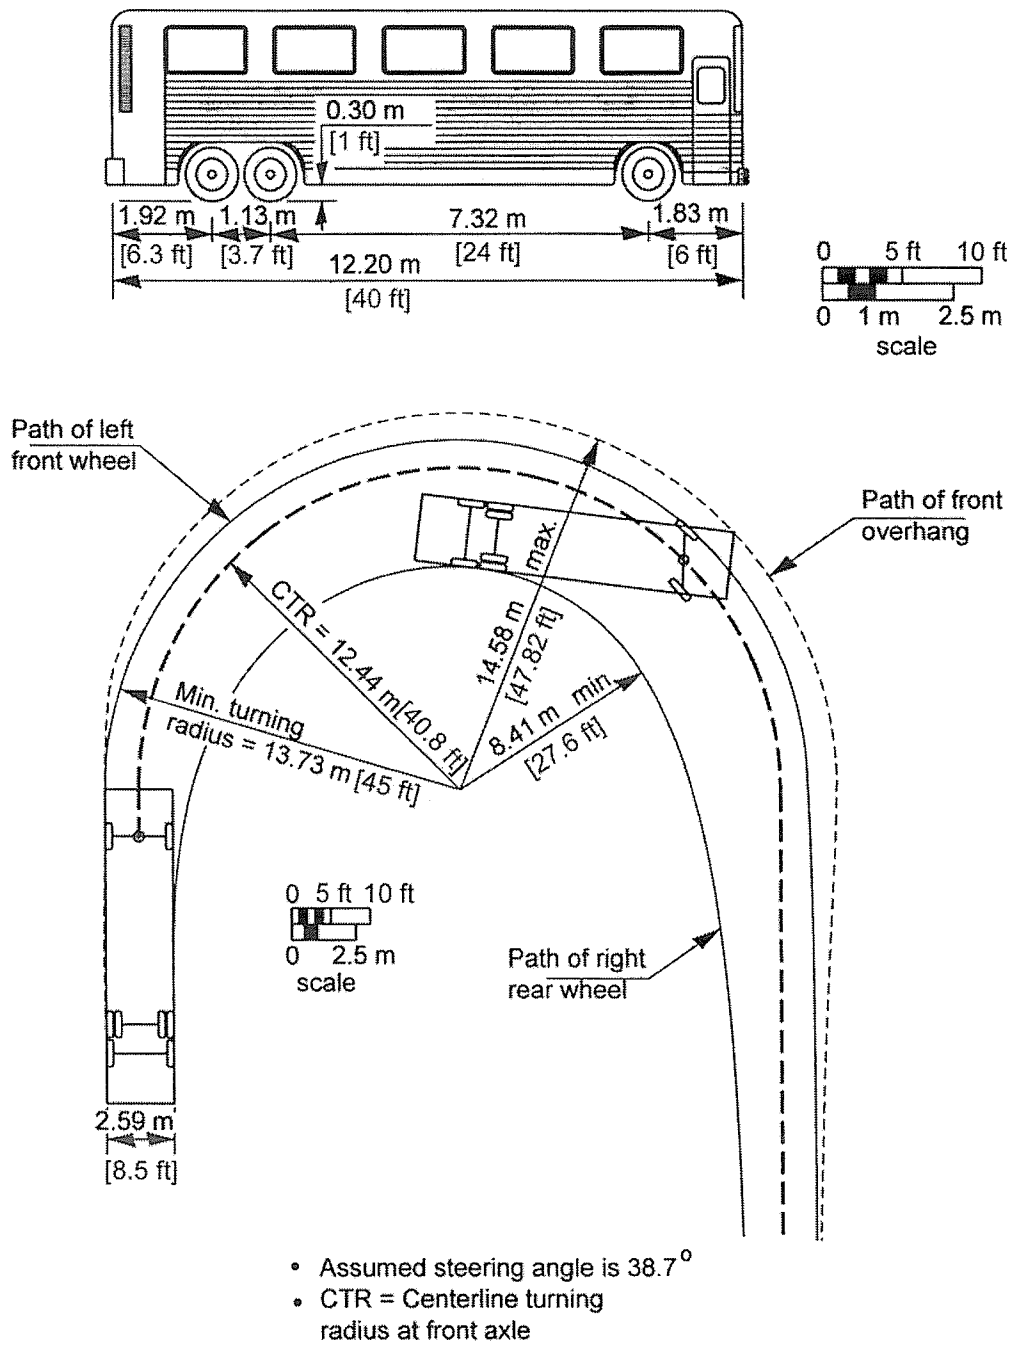 0.30 m
[1 ft]
1.92 m
1.13 m
7.32 m
1.83 m
[6.3 ft]
[3.7 ft]
[24 ft]
[6 ft]
12.20 m
[40 ft]
0 5 ft 10 ft
0 1 m 2.5 m
scale
Path of left
front wheel
Path of front
overhang
14.58 m max.
[47.82 ft]
CTR = 12.44 m[40.8 ft]
8.41 m min.
[27.6 ft]
Min. turning
radius = 13.73 m [45 ft]
0 5 ft 10 ft
0 2.5 m
scale
Path of right
rear wheel
2.59 m
[8.5 ft]
• Assumed steering angle is 38.7°
• CTR = Centerline turning
radius at front axle